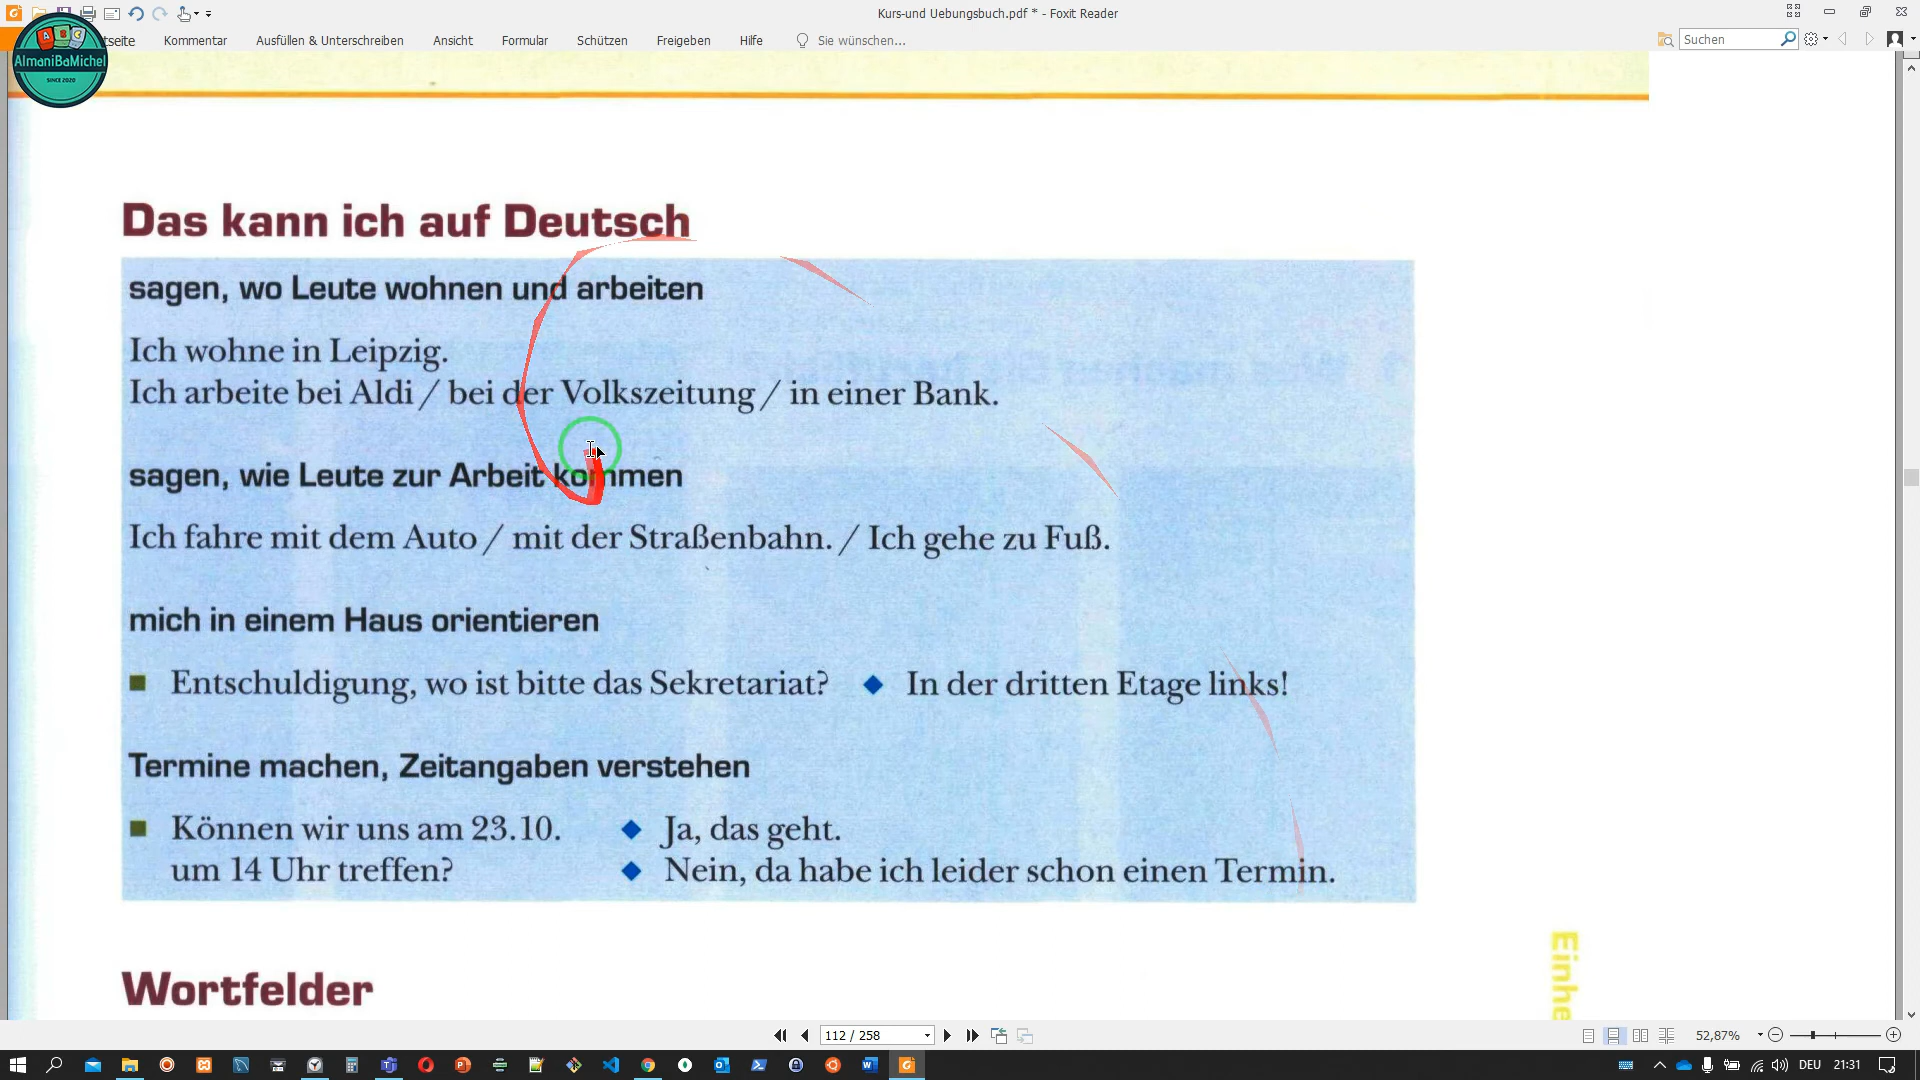 Kurs-und Uebungsbuch.pdf * - Foxit Reader
Kommentar Ausfüllen & Unterschreiben Ansicht Formular Schützen Freigeben Hilfe Sie wünschen... Suchen
ABC
AlmaniBaMichel
SINCE 2020
Das kann ich auf Deutsch
sagen, wo Leute wohnen und arbeiten
Ich wohne in Leipzig.
Ich arbeite bei Aldi / bei der Volkszeitung / in einer Bank.
sagen, wie Leute zur Arbeit kommen
Ich fahre mit dem Auto / mit der Straßenbahn. / Ich gehe zu Fuß.
mich in einem Haus orientieren
Entschuldigung, wo ist bitte das Sekretariat? In der dritten Etage links!
Termine machen, Zeitangaben verstehen
Können wir uns am 23.10. Ja, das geht.
um 14 Uhr treffen? Nein, da habe ich leider schon einen Termin.
Wortfelder
Einhe
112 / 258
52,87%
DEU 21:31